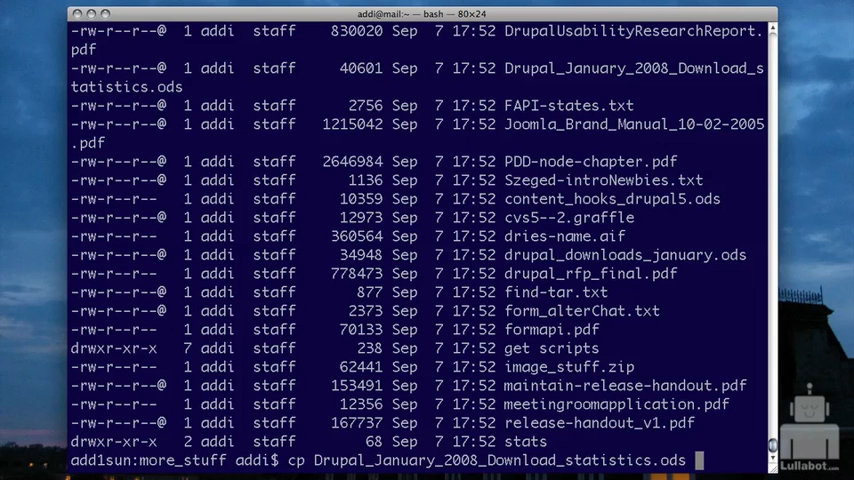 addi@mail:~ — bash — 80×24
-rw-r--r--@  1 addi  staff   830020 Sep  7 17:52 DrupalUsabilityResearchReport.
pdf
-rw-r--r--@  1 addi  staff    40601 Sep  7 17:52 Drupal_January_2008_Download_s
tatistics.ods
-rw-r--r--@  1 addi  staff     2756 Sep  7 17:52 FAPI-states.txt
-rw-r--r--@  1 addi  staff  1215042 Sep  7 17:52 Joomla_Brand_Manual_10-02-2005
.pdf
-rw-r--r--@  1 addi  staff  2646984 Sep  7 17:52 PDD-node-chapter.pdf
-rw-r--r--@  1 addi  staff     1136 Sep  7 17:52 Szeged-introNewbies.txt
-rw-r--r--   1 addi  staff    10359 Sep  7 17:52 content_hooks_drupal5.ods
-rw-r--r--@  1 addi  staff    12973 Sep  7 17:52 cvs5--2.graffle
-rw-r--r--   1 addi  staff   360564 Sep  7 17:52 dries-name.aif
-rw-r--r--@  1 addi  staff    34948 Sep  7 17:52 drupal_downloads_january.ods
-rw-r--r--   1 addi  staff   778473 Sep  7 17:52 drupal_rfp_final.pdf
-rw-r--r--@  1 addi  staff      877 Sep  7 17:52 find-tar.txt
-rw-r--r--@  1 addi  staff     2373 Sep  7 17:52 form_alterChat.txt
-rw-r--r--   1 addi  staff    70133 Sep  7 17:52 formapi.pdf
drwxr-xr-x   7 addi  staff      238 Sep  7 17:52 get scripts
-rw-r--r--   1 addi  staff    62441 Sep  7 17:52 image_stuff.zip
-rw-r--r--@  1 addi  staff   153491 Sep  7 17:52 maintain-release-handout.pdf
-rw-r--r--   1 addi  staff    12356 Sep  7 17:52 meetingroomapplication.pdf
-rw-r--r--@  1 addi  staff   167737 Sep  7 17:52 release-handout_v1.pdf
drwxr-xr-x   2 addi  staff       68 Sep  7 17:52 stats
add1sun:more_stuff addi$ cp Drupal_January_2008_Download_statistics.ods
Lullabot.com